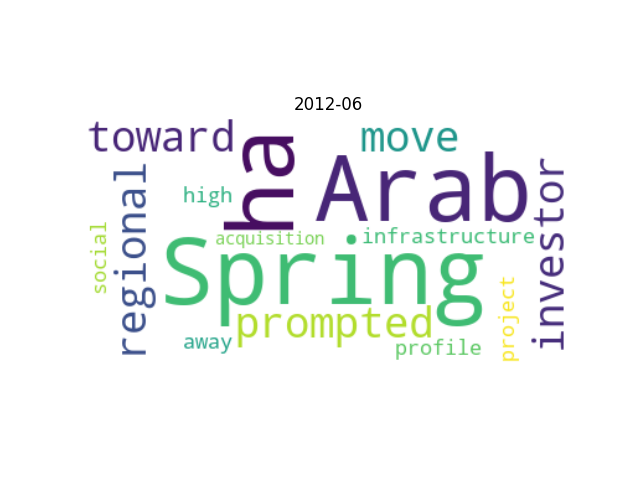 2012-06
toward
move
ha
Arab
regional
investor
high
social
acquisition
infrastructure
Spring
prompted
project
away
profile